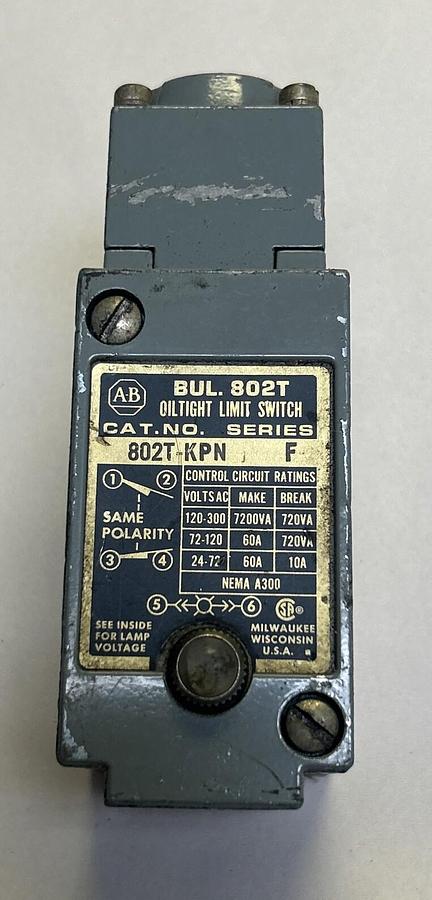 A-B
BUL. 802T
OILTIGHT LIMIT SWITCH
CAT. NO. SERIES
802T-KPN F
1 2
SAME
POLARITY
3 4
CONTROL CIRCUIT RATINGS
VOLTS AC MAKE BREAK
120-300 7200VA 720VA
72-120 60A 720VA
24-72 60A 10A
NEMA A300
5 6
SEE INSIDE
FOR LAMP
VOLTAGE
SA ®
MILWAUKEE
WISCONSIN
U.S.A.